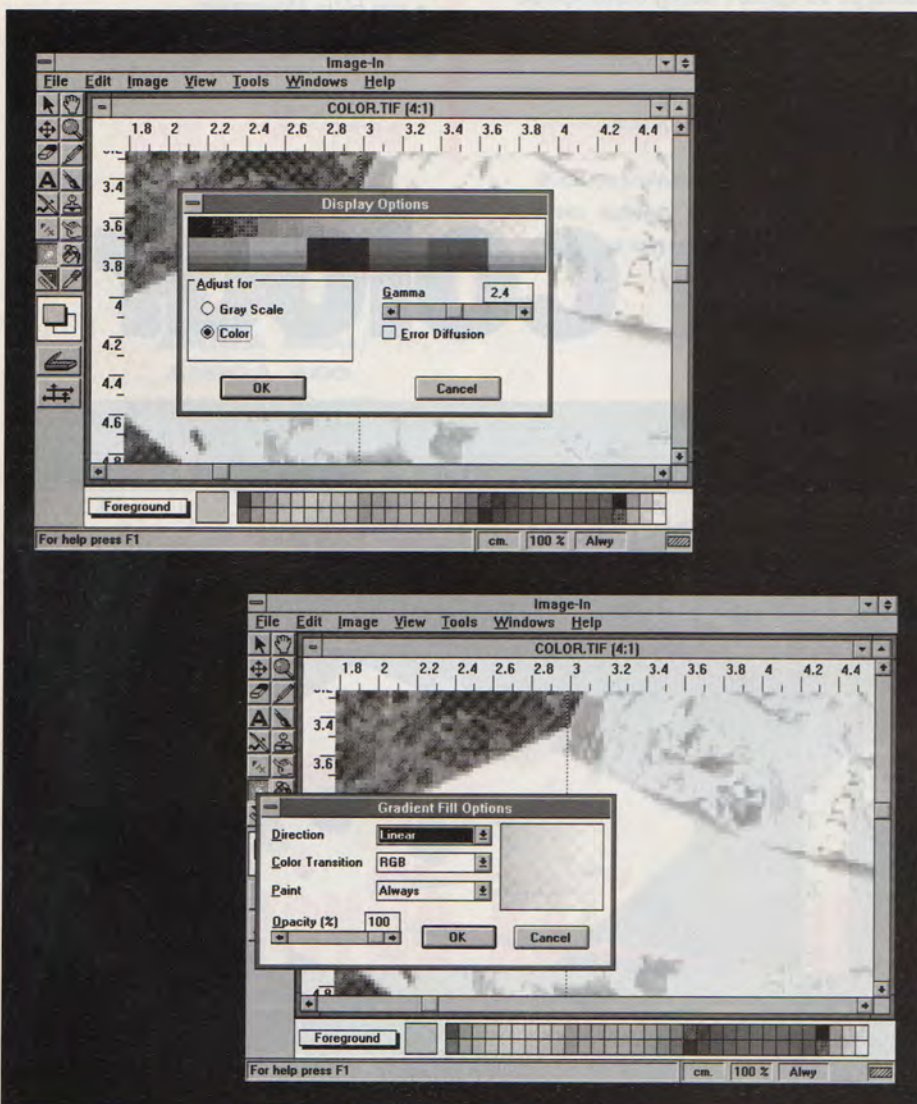 Image-In
File Edit Image View Tools Windows Help
COLOR.TIF (4:1)
1.8 2 2.2 2.4 2.6 2.8 3 3.2 3.4 3.6 3.8 4 4.2 4.4
3.4
3.6
3.8
4
4.2
4.4
4.6
4.8
Display Options
Adjust for
Gray Scale
Color
Gamma 2,4
Error Diffusion
OK Cancel
Foreground
For help press F1 cm. 100 % Alwy
Image-In
File Edit Image View Tools Windows Help
COLOR.TIF (4:1)
1.8 2 2.2 2.4 2.6 2.8 3 3.2 3.4 3.6 3.8 4 4.2 4.4
3.4
3.6
Gradient Fill Options
Direction Linear
Color Transition RGB
Paint Always
Opacity (%) 100
OK Cancel
4.8
Foreground
For help press F1 cm. 100 % Alwy